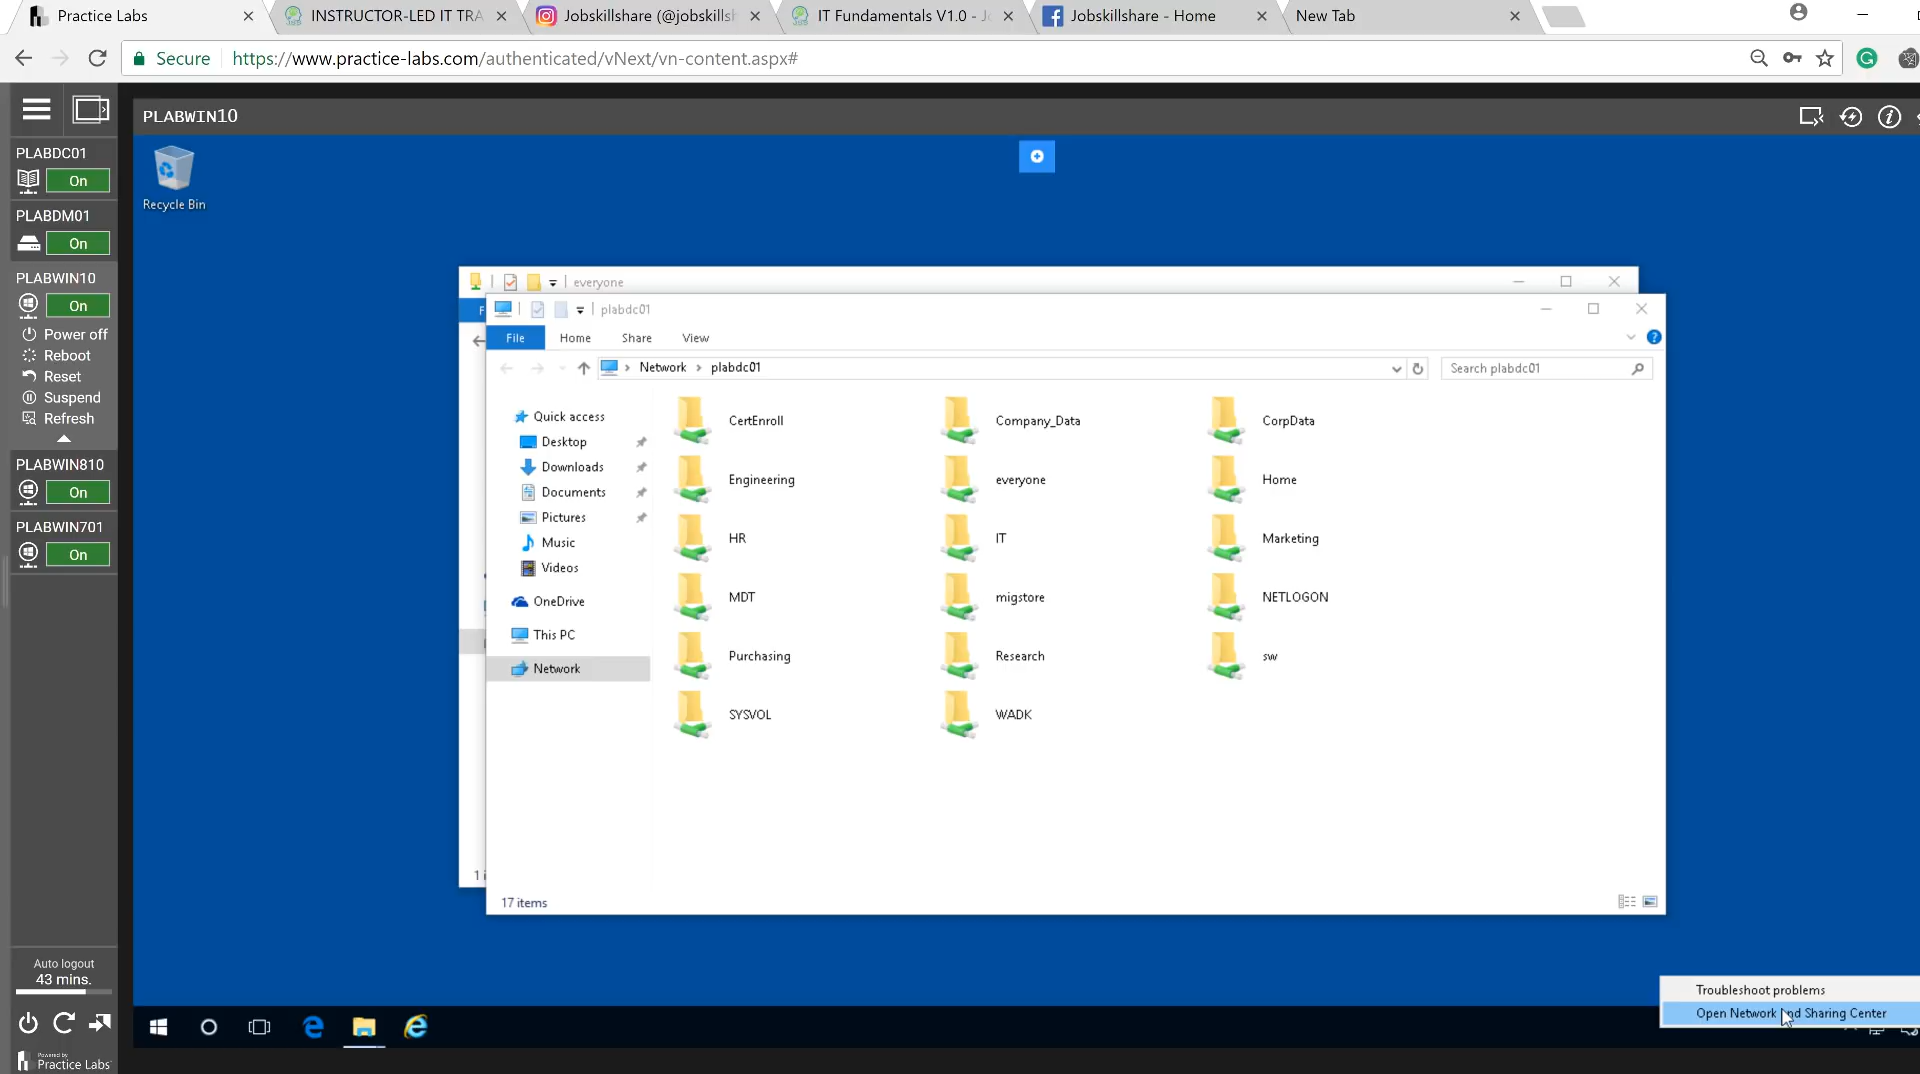 Practice Labs
INSTRUCTOR-LED IT TRA
Jobskillshare (@jobskillsh
IT Fundamentals V1.0 - J
Jobskillshare - Home
New Tab
Secure
https://www.practice-labs.com/authenticated/vNext/vn-content.aspx#
PLABWIN10
PLABDC01
On
PLABDM01
On
PLABWIN10
On
Power off
Reboot
Reset
Suspend
Refresh
PLABWIN810
On
PLABWIN701
On
Auto logout
43 mins.
Powered by
Practice Labs
Recycle Bin
everyone
plabdc01
File
Home
Share
View
Network
plabdc01
Search plabdc01
Quick access
Desktop
Downloads
Documents
Pictures
Music
Videos
OneDrive
This PC
Network
CertEnroll
Company_Data
CorpData
Engineering
everyone
Home
HR
IT
Marketing
MDT
migstore
NETLOGON
Purchasing
Research
sw
SYSVOL
WADK
17 items
Troubleshoot problems
Open Network and Sharing Center